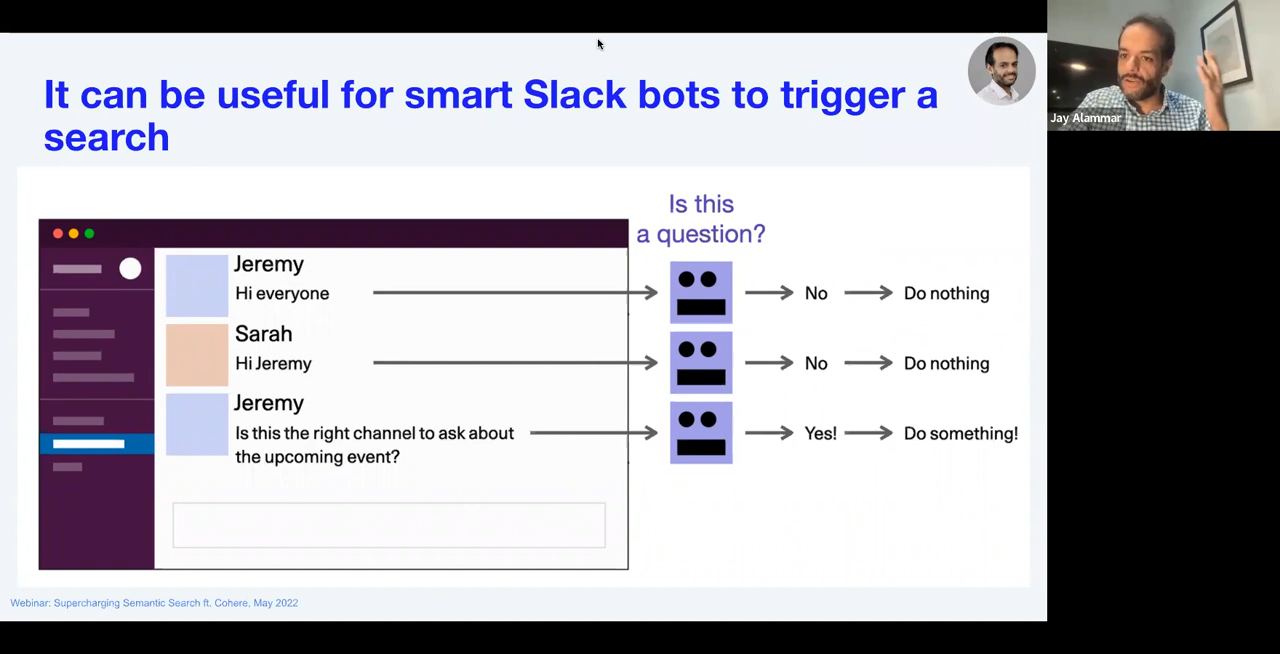 It can be useful for smart Slack bots to trigger a
search
Jay Alammar
Is this
a question?
Jeremy
Hi everyone
No
Do nothing
Sarah
Hi Jeremy
No
Do nothing
Jeremy
Is this the right channel to ask about
the upcoming event?
Yes!
Do something!
Webinar: Supercharging Semantic Search ft. Cohere, May 2022